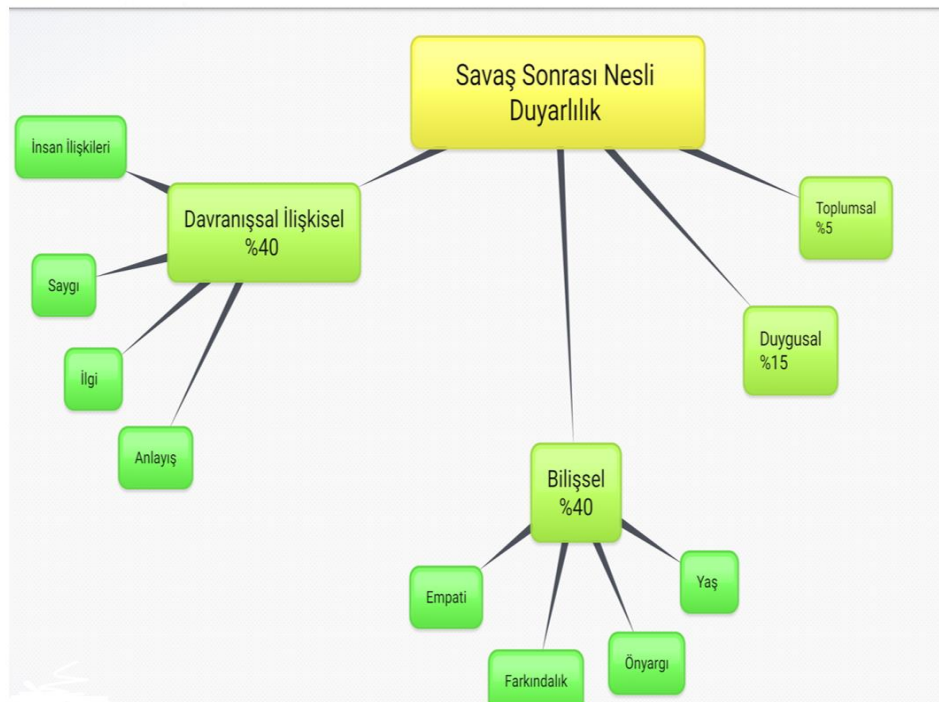 Savaş Sonrası Nesli
Duyarlılık
İnsan İlişkileri
Davranışsal İlişkisel
%40
Saygı
İlgi
Anlayış
Toplumsal
%5
Duygusal
%15
Bilişsel
%40
Empati
Farkındalık
Önyargı
Yaş